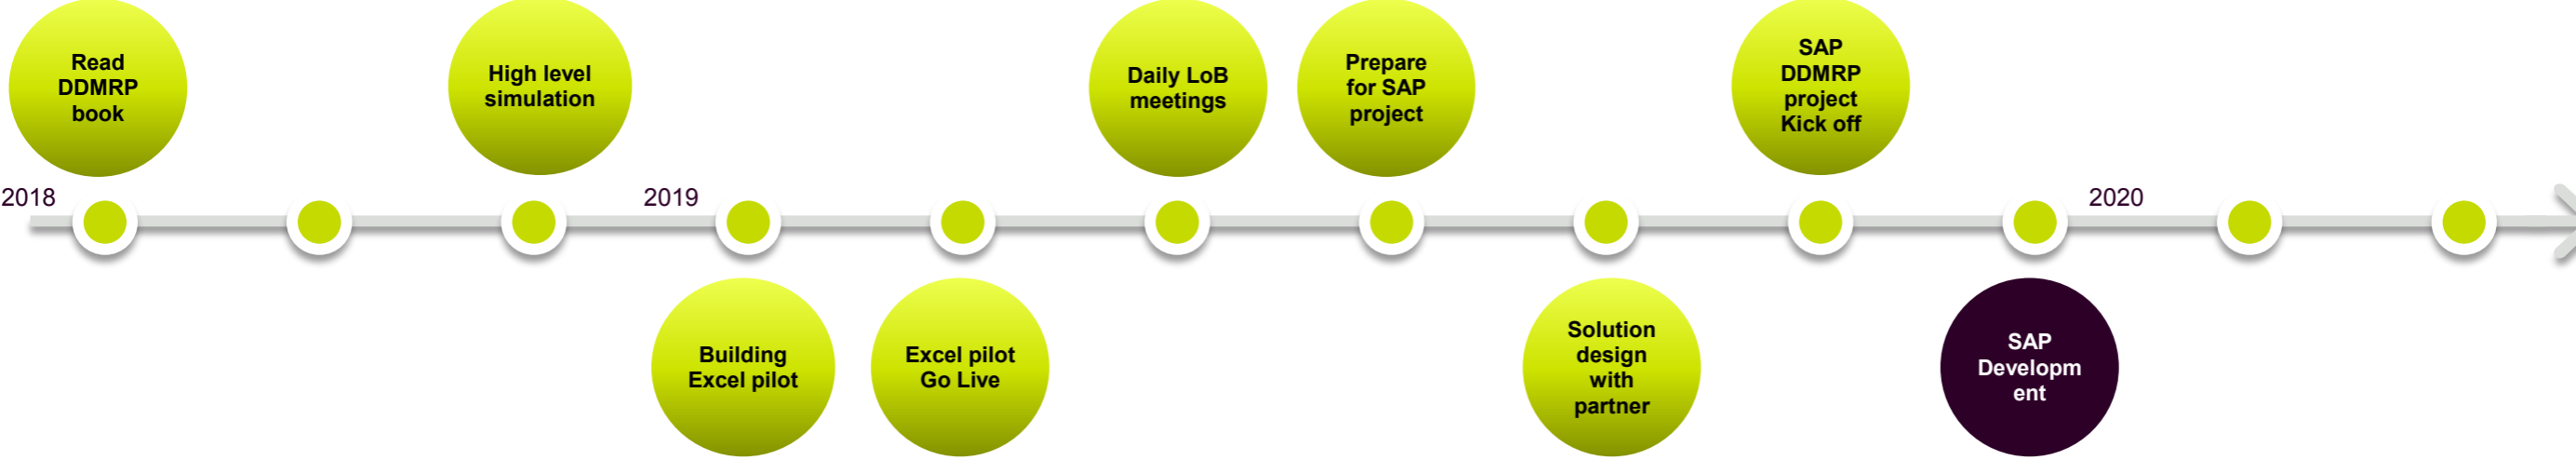 Read
DDMRP
book
High level
simulation
Daily LoB
meetings
Prepare
for SAP
project
SAP
DDMRP
project
Kick off
2018
2019
2020
Building
Excel pilot
Excel pilot
Go Live
Solution
design
with
partner
SAP
Developm
ent